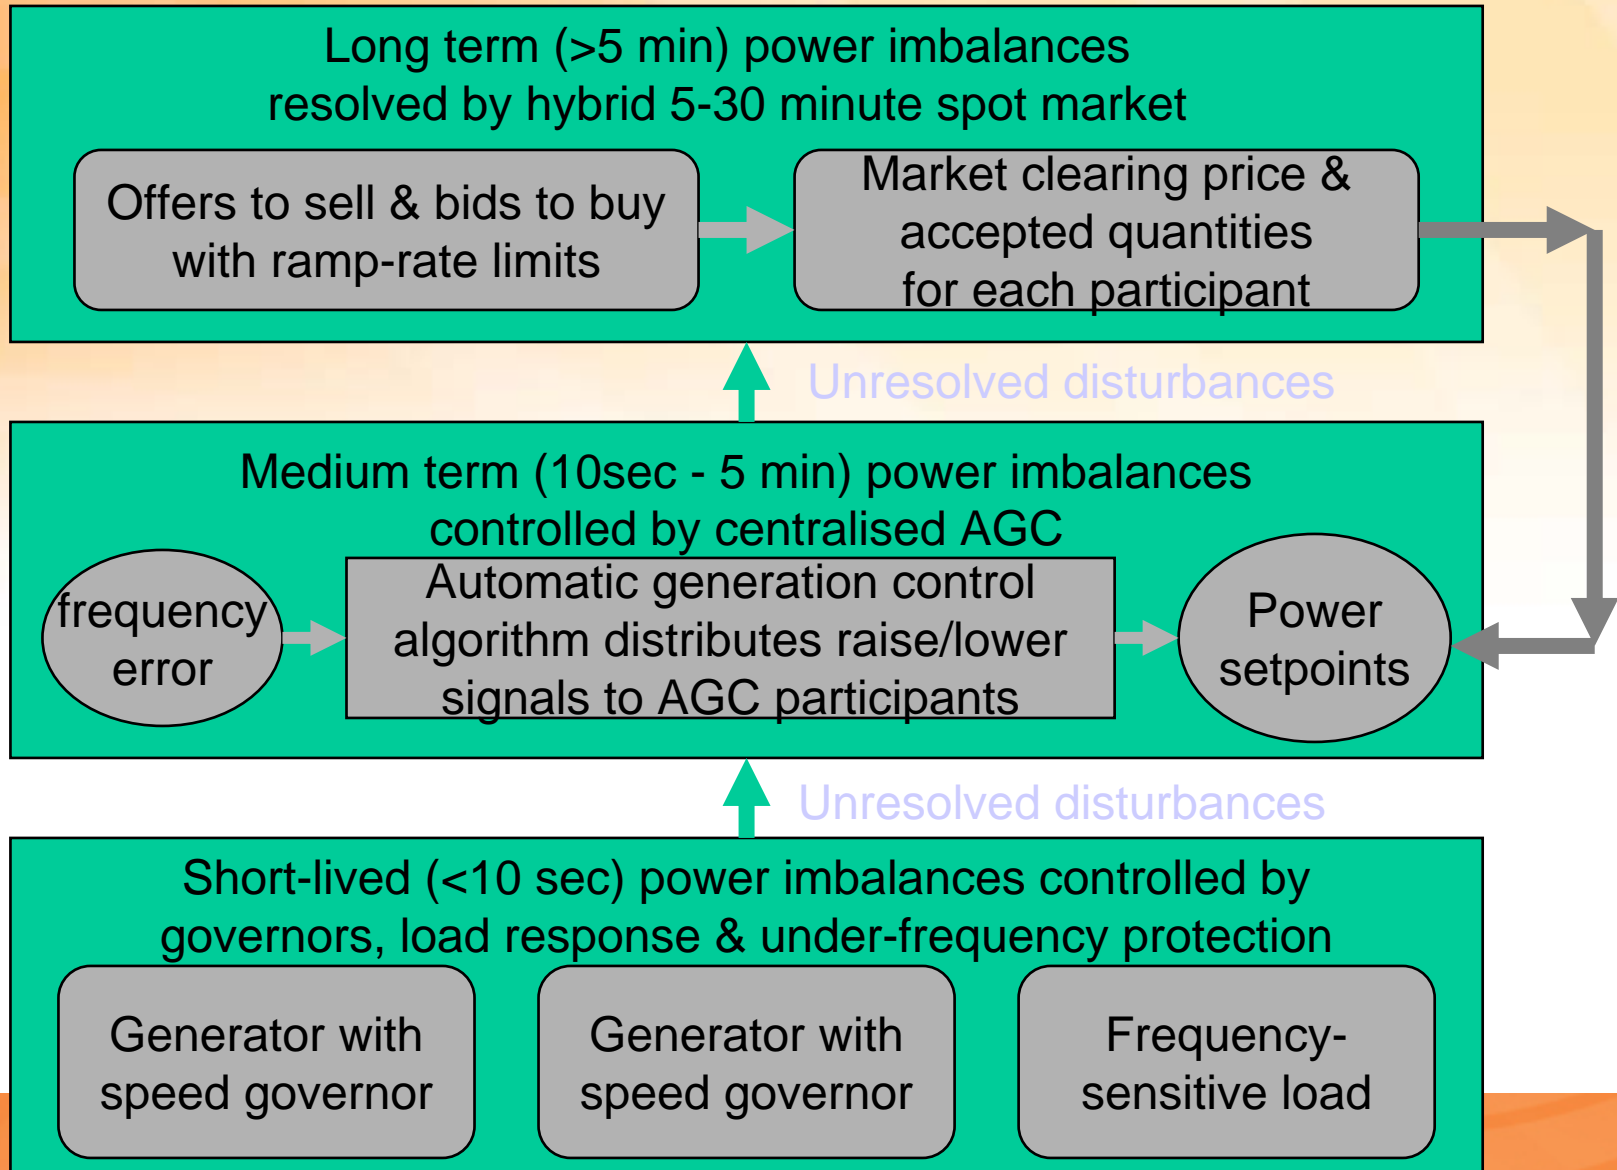 Long term (>5 min) power imbalances
resolved by hybrid 5-30 minute spot market
Offers to sell & bids to buy
with ramp-rate limits
Market clearing price &
accepted quantities
for each participant
Unresolved disturbances
Medium term (10sec - 5 min) power imbalances
controlled by centralised AGC
frequency
error
Automatic generation control
algorithm distributes raise/lower
signals to AGC participants
Power
setpoints
Unresolved disturbances
Short-lived (<10 sec) power imbalances controlled by
governors, load response & under-frequency protection
Generator with
speed governor
Generator with
speed governor
Frequency-
sensitive load